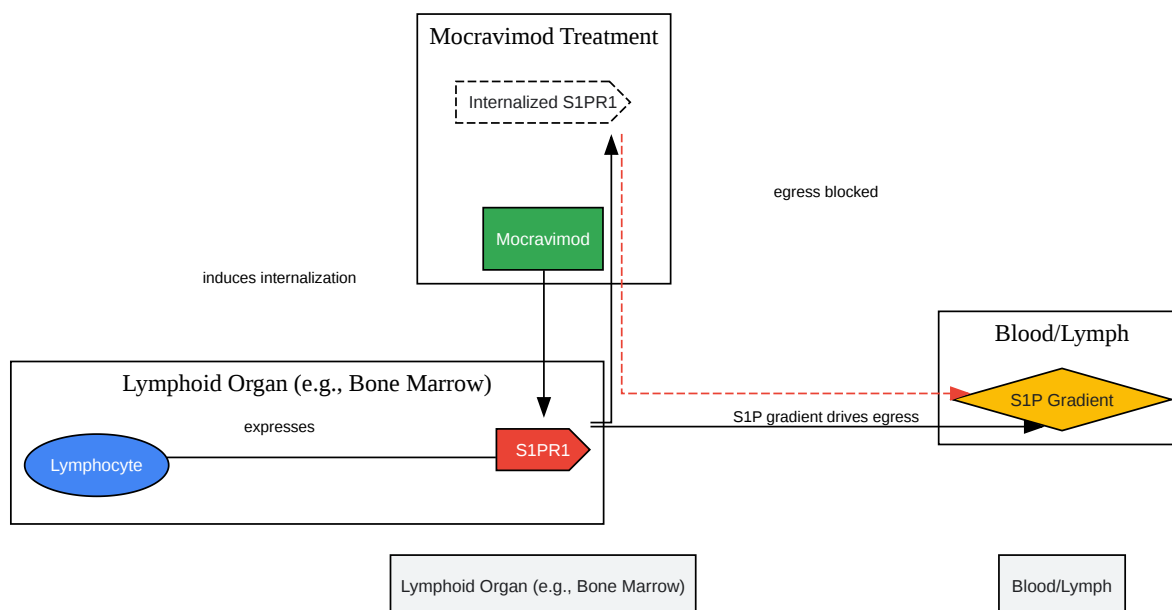 Mocravimod Treatment
Internalized S1PR1
egress blocked
Mocravimod
induces internalization
Blood/Lymph
Lymphoid Organ (e.g., Bone Marrow)
S1P Gradient
S1P gradient drives egress
expresses
S1PR1
Lymphocyte
Lymphoid Organ (e.g., Bone Marrow)
Blood/Lymph